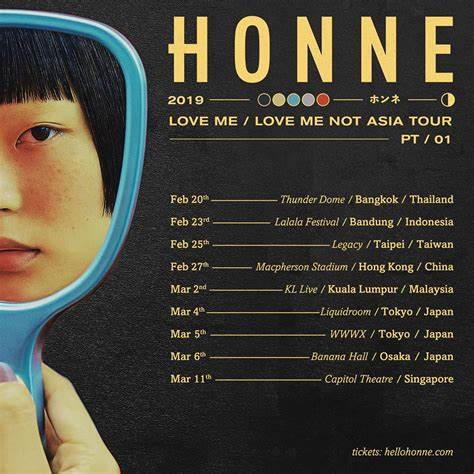 HONNE
2019 ホンネ
LOVE ME / LOVE ME NOT ASIA TOUR
PT / 01
Feb 20th Thunder Dome / Bangkok / Thailand
Feb 23rd Lalala Festival / Bandung / Indonesia
Feb 25th Legacy / Taipei / Taiwan
Feb 27th Macpherson Stadium / Hong Kong / China
Mar 2nd KL Live / Kuala Lumpur / Malaysia
Mar 4th Liquidroom / Tokyo / Japan
Mar 5th WWWX / Tokyo / Japan
Mar 6th Banana Hall / Osaka / Japan
Mar 11th Capitol Theatre / Singapore
tickets: hellohonne.com